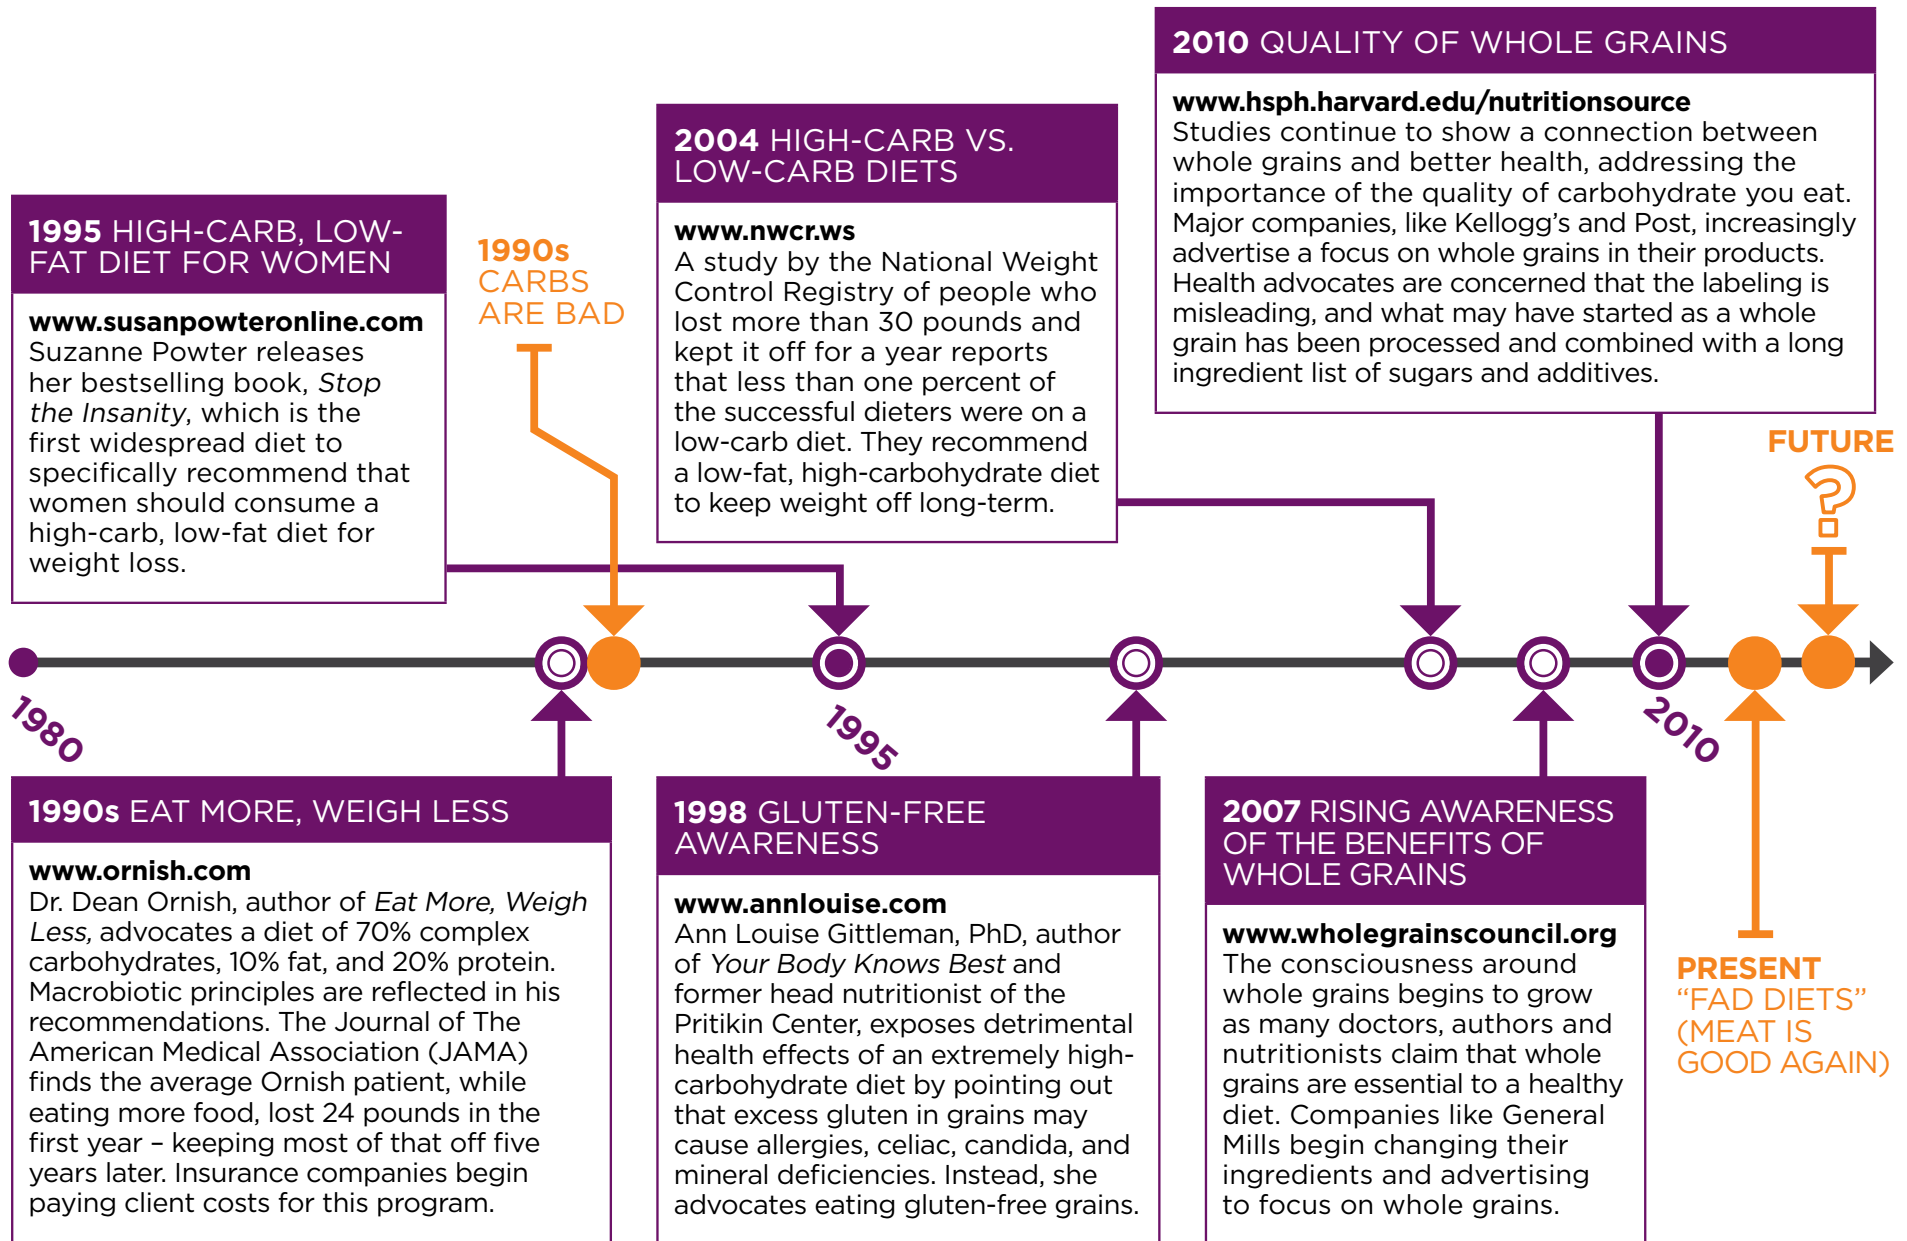 1995 HIGH-CARB, LOW-
FAT DIET FOR WOMEN
www.susanpowteronline.com
Suzanne Powter releases
her bestselling book, Stop
the Insanity, which is the
first widespread diet to
specifically recommend that
women should consume a
high-carb, low-fat diet for
weight loss.
1990s
CARBS
ARE BAD
2004 HIGH-CARB VS.
LOW-CARB DIETS
www.nwcr.ws
A study by the National Weight
Control Registry of people who
lost more than 30 pounds and
kept it off for a year reports
that less than one percent of
the successful dieters were on a
low-carb diet. They recommend
a low-fat, high-carbohydrate diet
to keep weight off long-term.
2010 QUALITY OF WHOLE GRAINS
www.hsph.harvard.edu/nutritionsource
Studies continue to show a connection between
whole grains and better health, addressing the
importance of the quality of carbohydrate you eat.
Major companies, like Kellogg’s and Post, increasingly
advertise a focus on whole grains in their products.
Health advocates are concerned that the labeling is
misleading, and what may have started as a whole
grain has been processed and combined with a long
ingredient list of sugars and additives.
FUTURE
?
1980
1995
2010
1990s EAT MORE, WEIGH LESS
www.ornish.com
Dr. Dean Ornish, author of Eat More, Weigh
Less, advocates a diet of 70% complex
carbohydrates, 10% fat, and 20% protein.
Macrobiotic principles are reflected in his
recommendations. The Journal of The
American Medical Association (JAMA)
finds the average Ornish patient, while
eating more food, lost 24 pounds in the
first year – keeping most of that off five
years later. Insurance companies begin
paying client costs for this program.
1998 GLUTEN-FREE
AWARENESS
www.annlouise.com
Ann Louise Gittleman, PhD, author
of Your Body Knows Best and
former head nutritionist of the
Pritikin Center, exposes detrimental
health effects of an extremely high-
carbohydrate diet by pointing out
that excess gluten in grains may
cause allergies, celiac, candida, and
mineral deficiencies. Instead, she
advocates eating gluten-free grains.
2007 RISING AWARENESS
OF THE BENEFITS OF
WHOLE GRAINS
www.wholegrainscouncil.org
The consciousness around
whole grains begins to grow
as many doctors, authors and
nutritionists claim that whole
grains are essential to a healthy
diet. Companies like General
Mills begin changing their
ingredients and advertising
to focus on whole grains.
PRESENT
“FAD DIETS”
(MEAT IS
GOOD AGAIN)